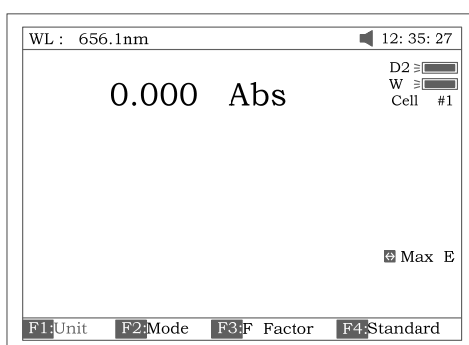 WL: 656.1nm 12:35:27
D2
0.000 Abs W
Cell #1
Max E
F1:Unit F2:Mode F3:F Factor F4:Standard